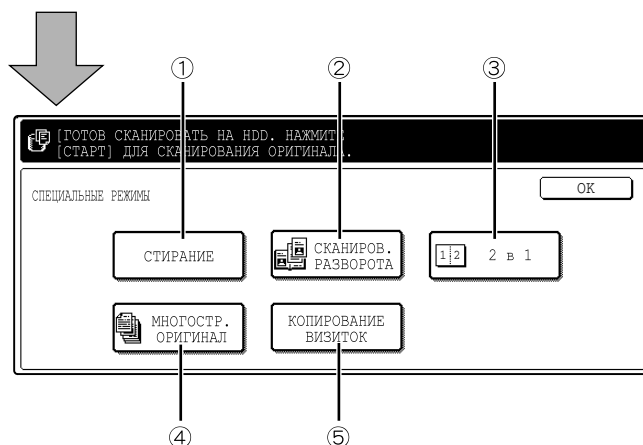 ① ② ③
[ГОТОВ СКАНИРОВАТЬ НА HDD. НАЖМИТЕ
[СТАРТ] ДЛЯ СКАНИРОВАНИЯ ОРИГИНАЛА.
СПЕЦИАЛЬНЫЕ РЕЖИМЫ
OK
СТИРАНИЕ
СКАНИРОВ.
РАЗВОРОТА
1 2 2 в 1
МНОГОСТР.
ОРИГИНАЛ
КОПИРОВАНИЕ
ВИЗИТОК
④ ⑤